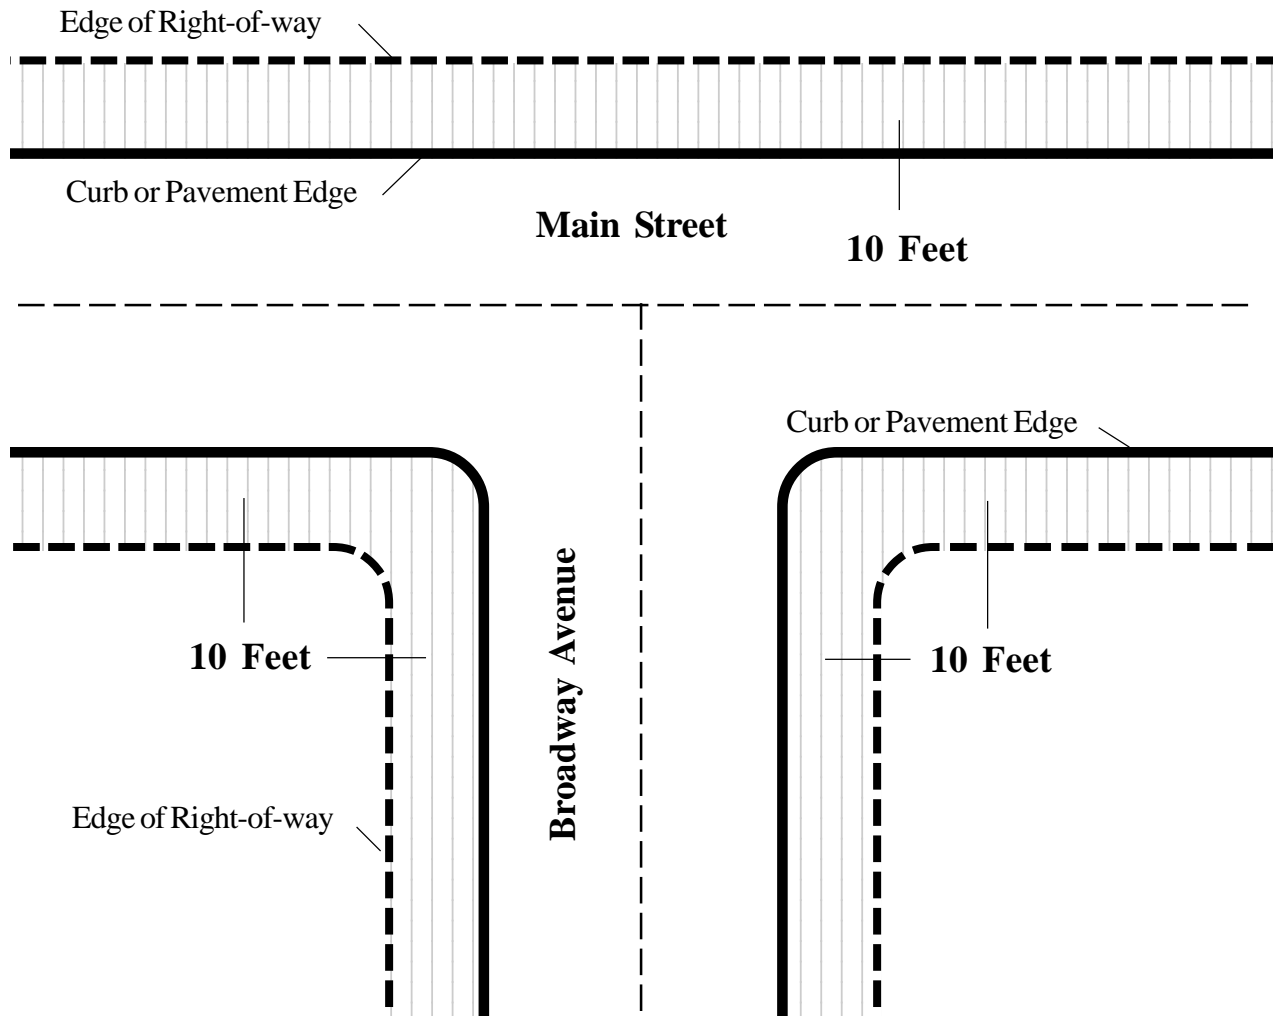 Edge of Right-of-way
Curb or Pavement Edge
Main Street
10 Feet
Curb or Pavement Edge
Broadway Avenue
10 Feet
10 Feet
Edge of Right-of-way